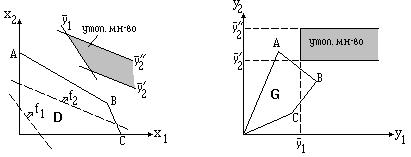 x₂
ȳ₁
утоп. мн-во
A
ȳ₂''
ȳ₂'
f₁
f₂
D
B
C
x₁
y₂
ȳ₂''
утоп. мн-во
A
ȳ₂'
B
G
C
ȳ₁
y₁